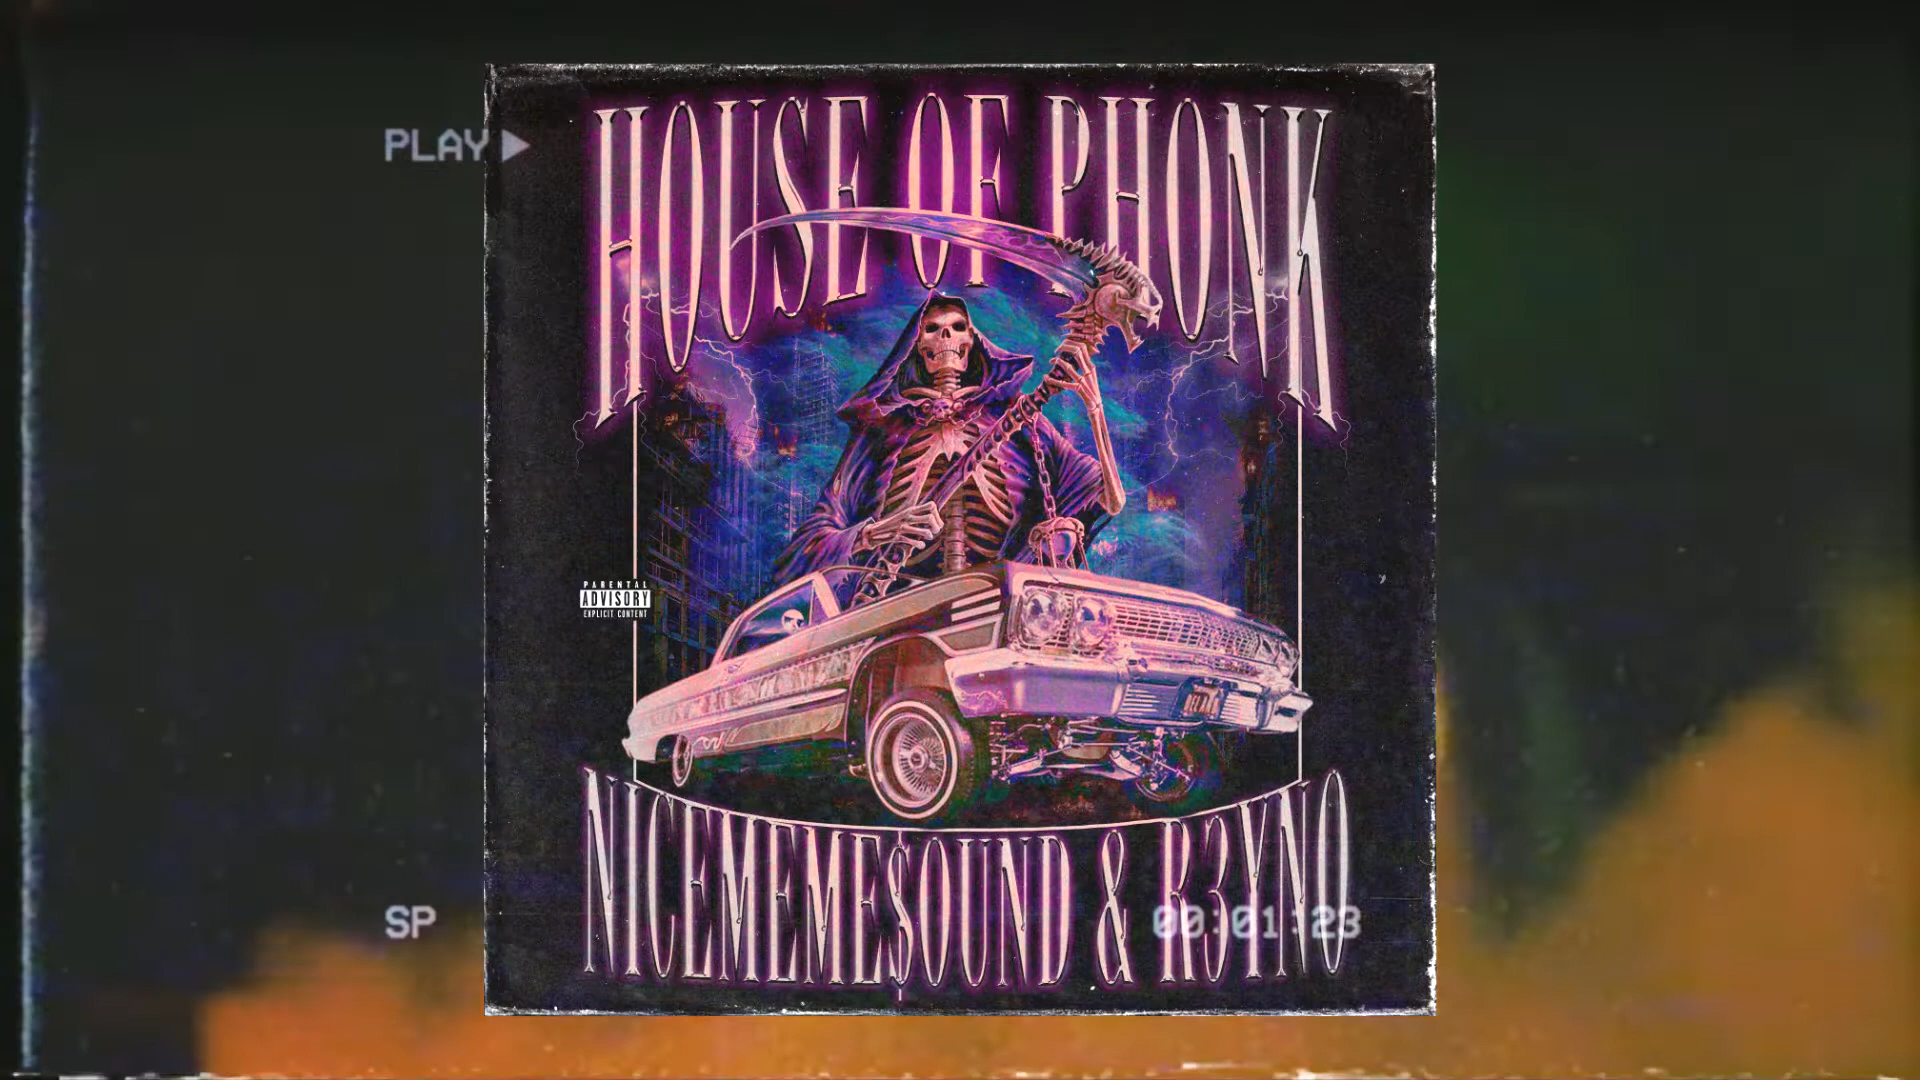 HOUSE OF PHONK
PLAY
PARENTAL
ADVISORY
EXPLICIT CONTENT
NICEMEME$OUND & R3YNO
SP
00:01:23